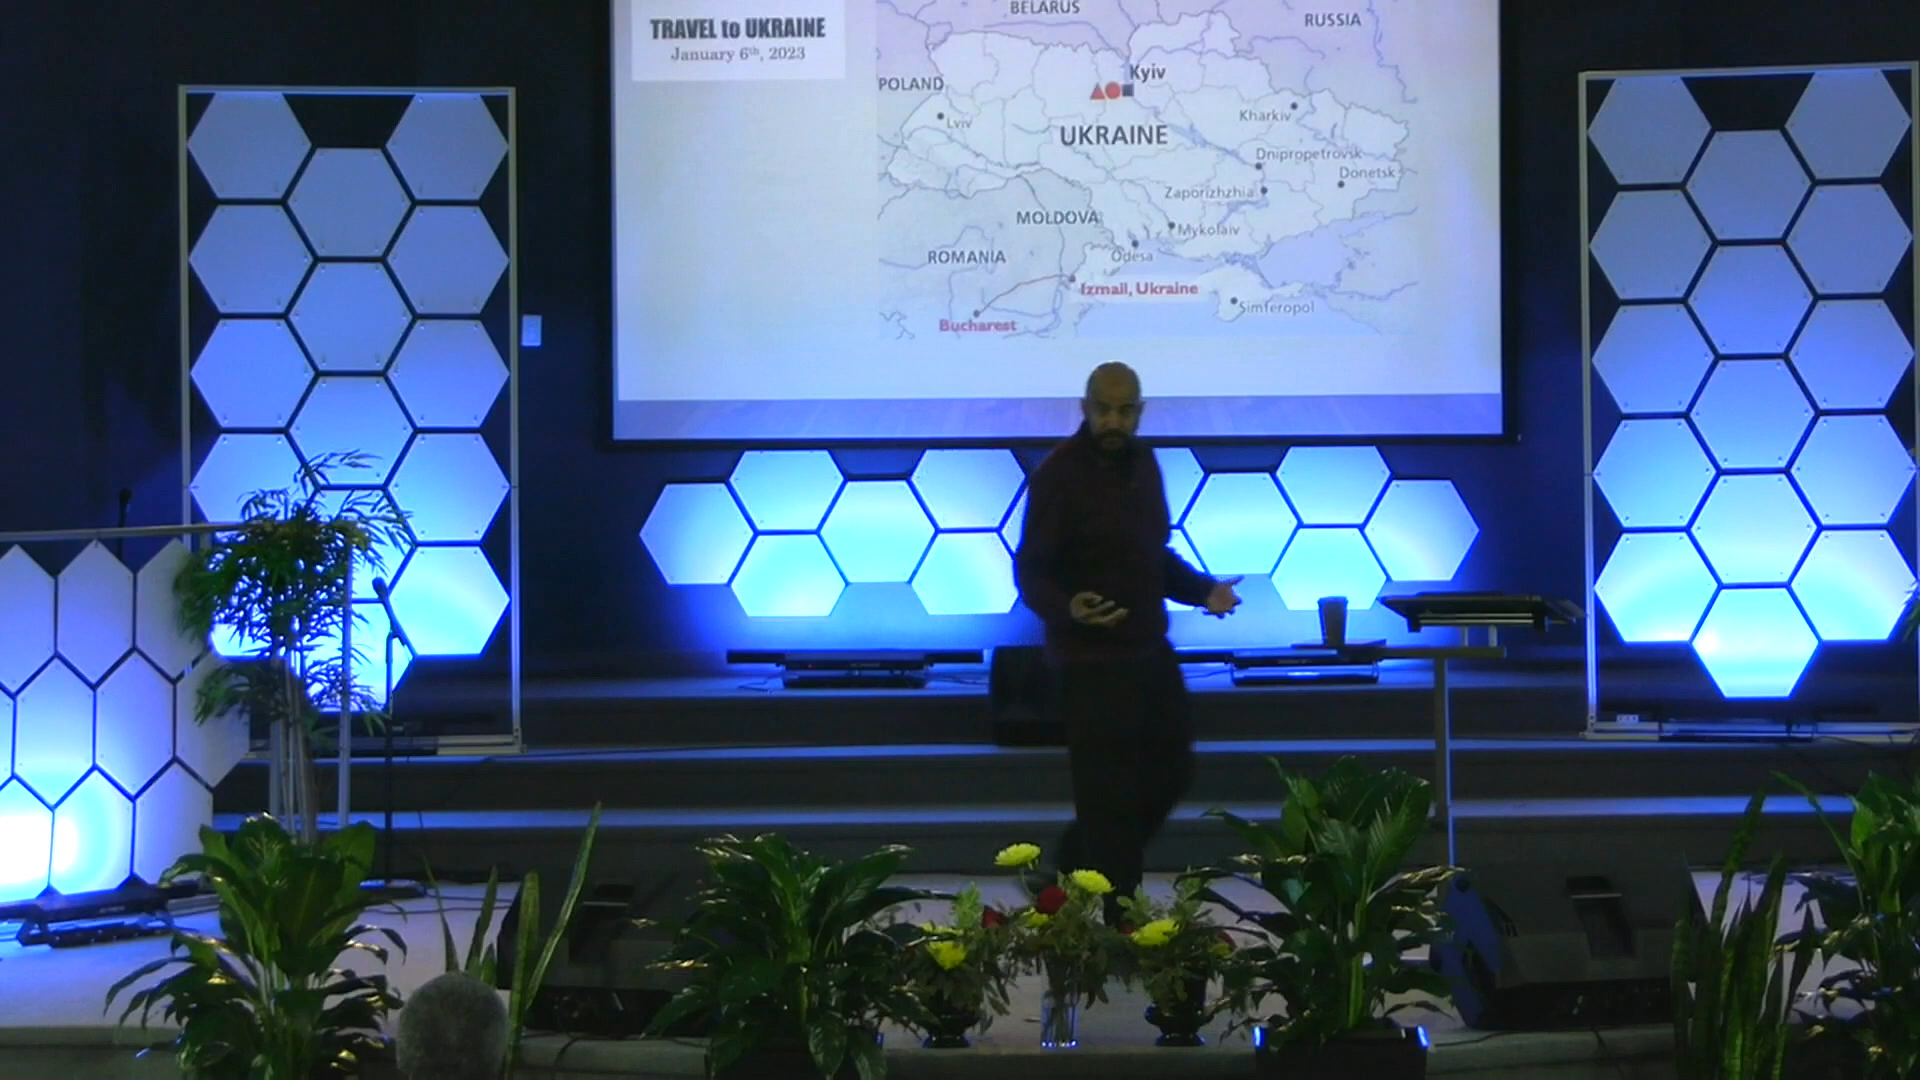 TRAVEL to UKRAINE
January 6th, 2023
BELARUS
RUSSIA
POLAND
Kyiv
Lviv
Kharkiv
UKRAINE
Dnipropetrovsk
Donetsk
Zaporizhzhia
MOLDOVA
Mykolaiv
ROMANIA
Odesa
Izmail, Ukraine
Simferopol
Bucharest